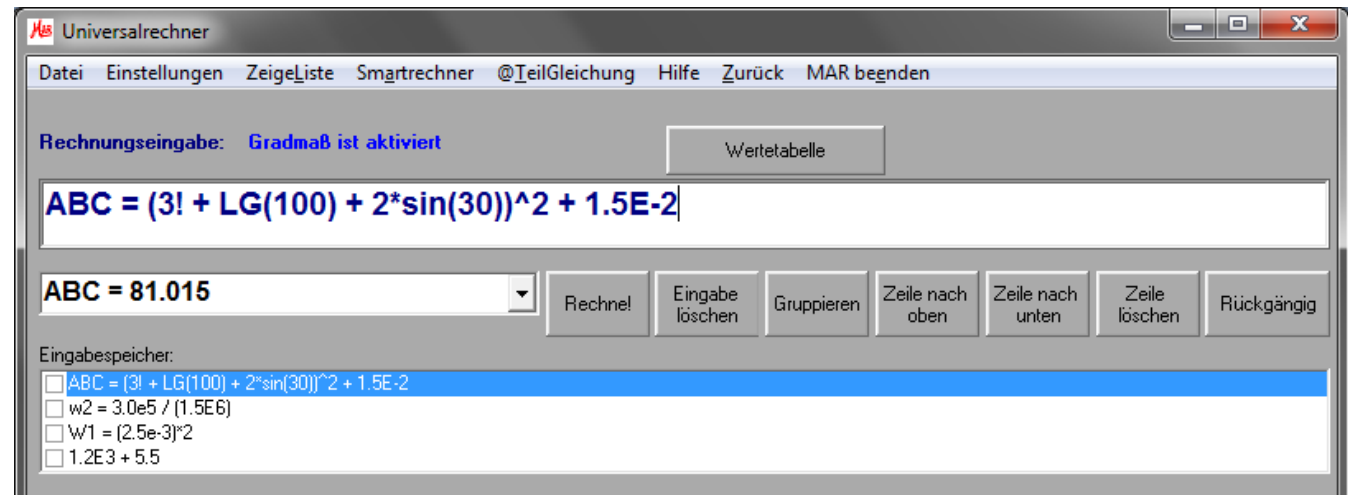 MAR Universalrechner
Datei Einstellungen ZeigeListe Smartrechner @TeilGleichung Hilfe Zurück MAR beenden
Rechnungseingabe: Gradmaß ist aktiviert Wertetabelle
ABC = (3! + LG(100) + 2*sin(30))^2 + 1.5E-2
ABC = 81.015 Rechne! Eingabe löschen Gruppieren Zeile nach oben Zeile nach unten Zeile löschen Rückgängig
Eingabespeicher:
ABC = (3! + LG(100) + 2*sin(30))^2 + 1.5E-2
w2 = 3.0e5 / (1.5E6)
W1 = (2.5e-3)*2
1.2E3 + 5.5